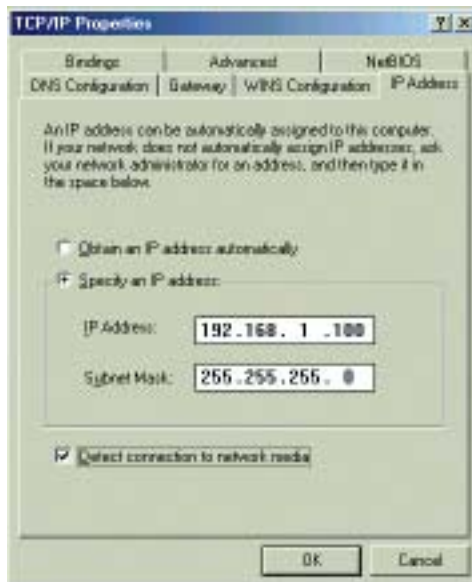 TCP/IP Properties
? X
Bindings Advanced NetBIOS
DNS Configuration Gateway WINS Configuration IP Address
An IP address can be automatically assigned to this computer.
If your network does not automatically assign IP addresses, ask
your network administrator for an address, and then type it in
the space below.
Obtain an IP address automatically
Specify an IP address:
IP Address: 192.168. 1 .100
Subnet Mask: 255.255.255. 0
Detect connection to network media
OK Cancel